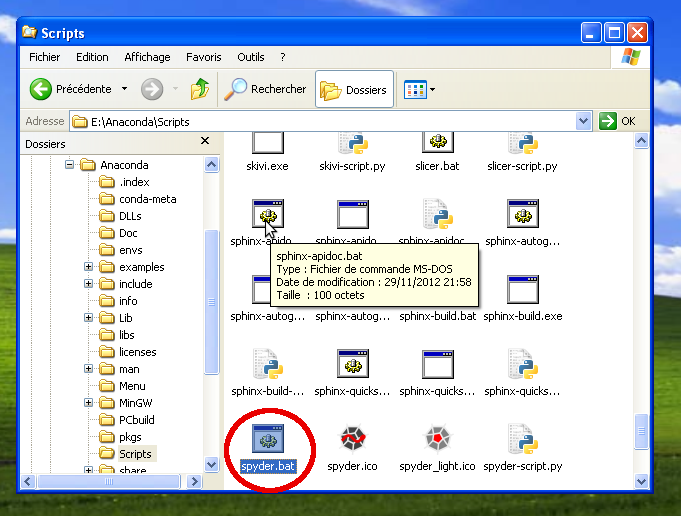 Scripts
Fichier Edition Affichage Favoris Outils ?
Précédente Rechercher Dossiers
Adresse E:\Anaconda\Scripts OK
Dossiers
Anaconda
.index
conda-meta
DLLs
Doc
envs
examples
include
info
Lib
libs
licenses
man
Menu
MinGW
PCbuild
pkgs
Scripts
share
skivi.exe skivi-script.py slicer.bat slicer-script.py
sphinx-apido... sphinx-apido... sphinx-apidoc... sphinx-autog...
sphinx-apidoc.bat
Type : Fichier de commande MS-DOS
Date de modification : 29/11/2012 21:58
Taille : 100 octets
sphinx-autog... sphinx-autog... sphinx-build.bat sphinx-build.exe
sphinx-build-... sphinx-quicks... sphinx-quicks... sphinx-quicks...
spyder.bat spyder.ico spyder_light.ico spyder-script.py